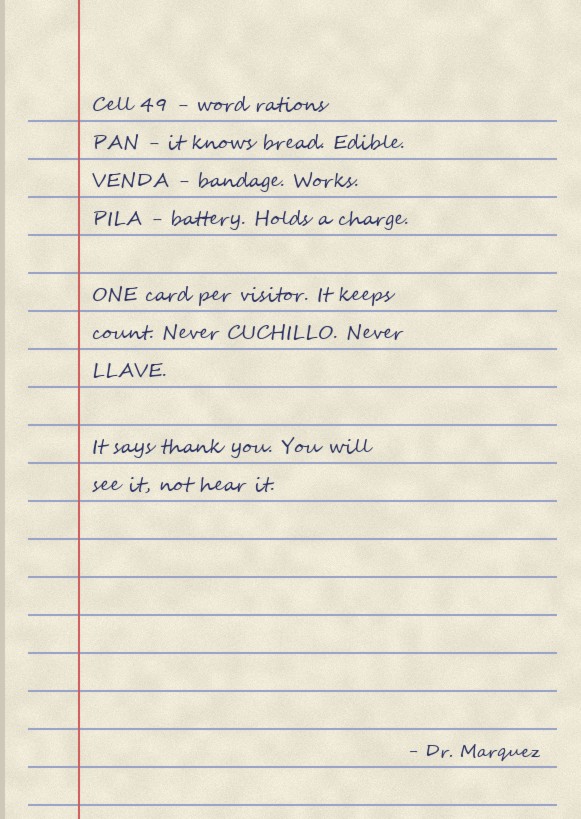 Cell 49 - word rations
PAN - it knows bread. Edible.
VENDA - bandage. Works.
PILA - battery. Holds a charge.
ONE card per visitor. It keeps
count. Never CUCHILLO. Never
LLAVE.
It says thank you. You will
see it, not hear it.
- Dr. Marquez